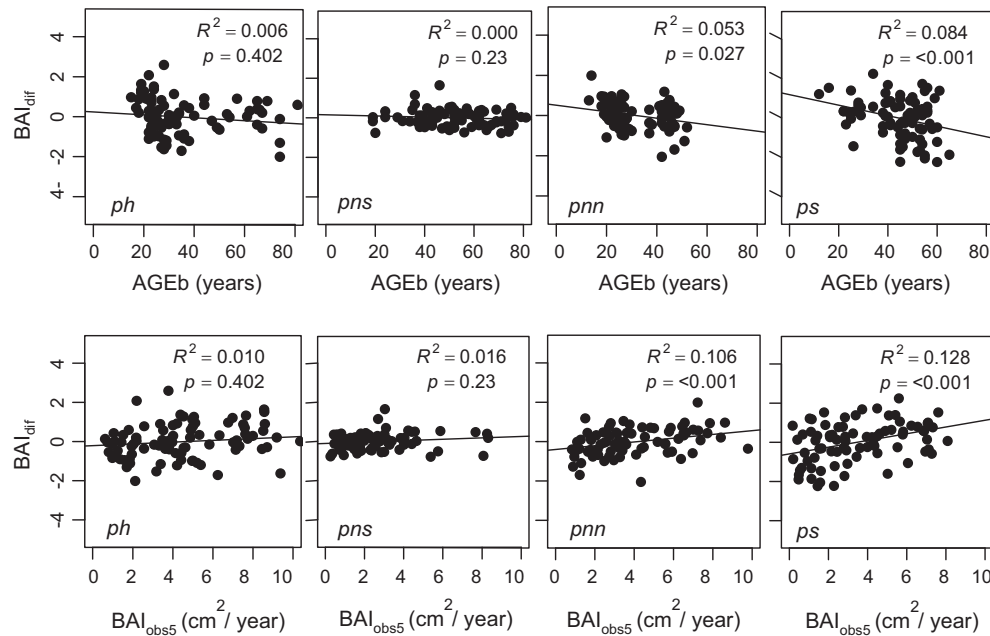 R² = 0.006
p = 0.402
R² = 0.000
p = 0.23
R² = 0.053
p = 0.027
R² = 0.084
p = <0.001
BAIdif
4
2
0
-2
4-
ph
pns
pnn
ps
0 20 40 60 80
0 20 40 60 80
0 20 40 60 80
0 20 40 60 80
AGEb (years)
AGEb (years)
AGEb (years)
AGEb (years)
R² = 0.010
p = 0.402
R² = 0.016
p = 0.23
R² = 0.106
p = <0.001
R² = 0.128
p = <0.001
BAIdif
4
2
0
-2
-4
ph
pns
pnn
ps
0 2 4 6 8 10
0 2 4 6 8 10
0 2 4 6 8 10
0 2 4 6 8 10
BAIobs5 (cm²/ year)
BAIobs5 (cm²/ year)
BAIobs5 (cm²/ year)
BAIobs5 (cm²/ year)